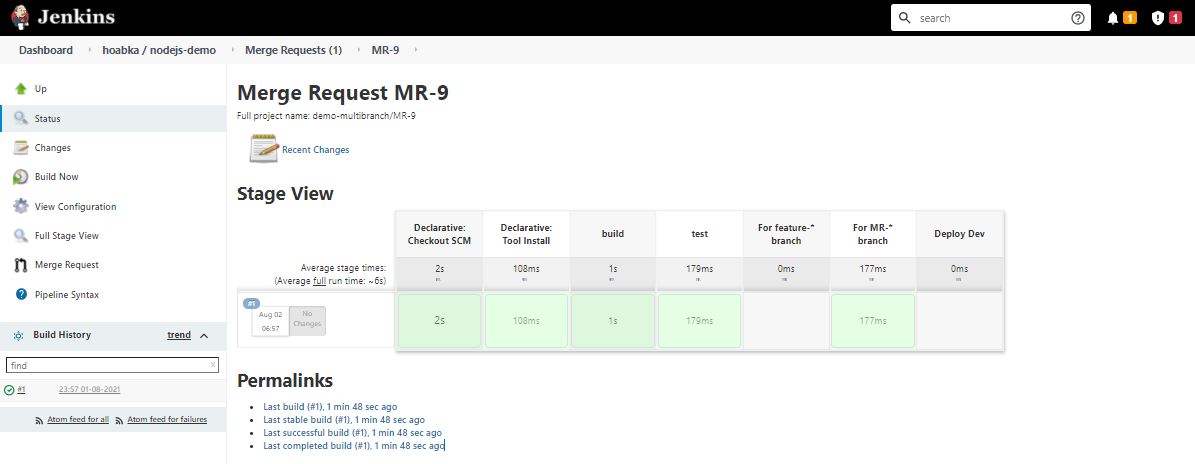 Jenkins
search
1
1
Dashboard
hoabka / nodejs-demo
Merge Requests (1)
MR-9
Up
Status
Changes
Build Now
View Configuration
Full Stage View
Merge Request
Pipeline Syntax
Build History
trend
find
x
#1
23:57 01-08-2021
Atom feed for all
Atom feed for failures
Merge Request MR-9
Full project name: demo-multibranch/MR-9
Recent Changes
Stage View
Declarative: Checkout SCM
Declarative: Tool Install
build
test
For feature-* branch
For MR-* branch
Deploy Dev
Average stage times:
(Average full run time: ~6s)
2s
108ms
1s
179ms
0ms
177ms
0ms
#1
Aug 02
06:57
No Changes
2s
108ms
1s
179ms
177ms
Permalinks
Last build (#1), 1 min 48 sec ago
Last stable build (#1), 1 min 48 sec ago
Last successful build (#1), 1 min 48 sec ago
Last completed build (#1), 1 min 48 sec ago